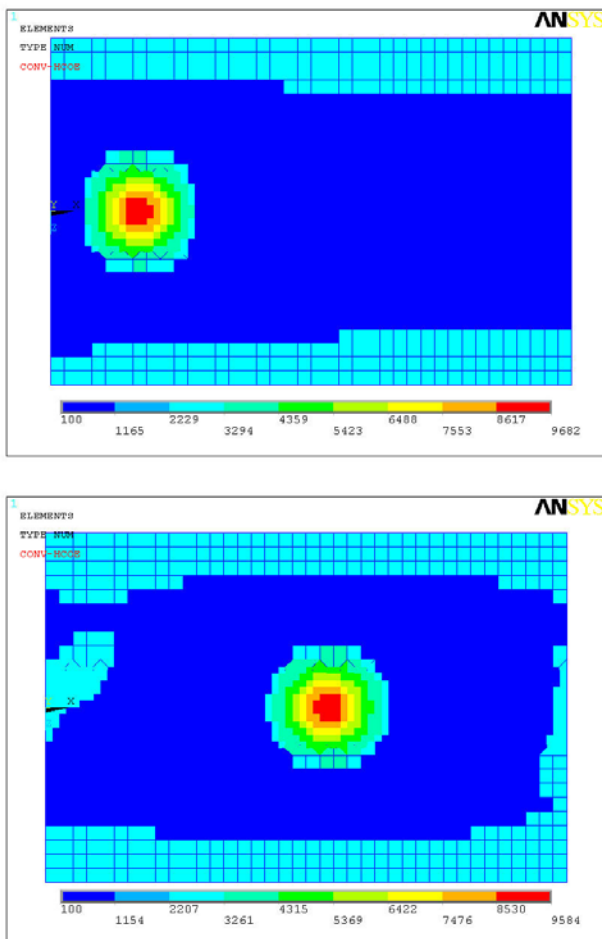 1
ANSYS
ELEMENTS
TYPE NUM
CONV-HCOE
Y X
Z
100 2229 4359 6488 8617
1165 3294 5423 7553 9682
1
ANSYS
ELEMENTS
TYPE NUM
CONV-HCOE
X
100 2207 4315 6422 8530
1154 3261 5369 7476 9584